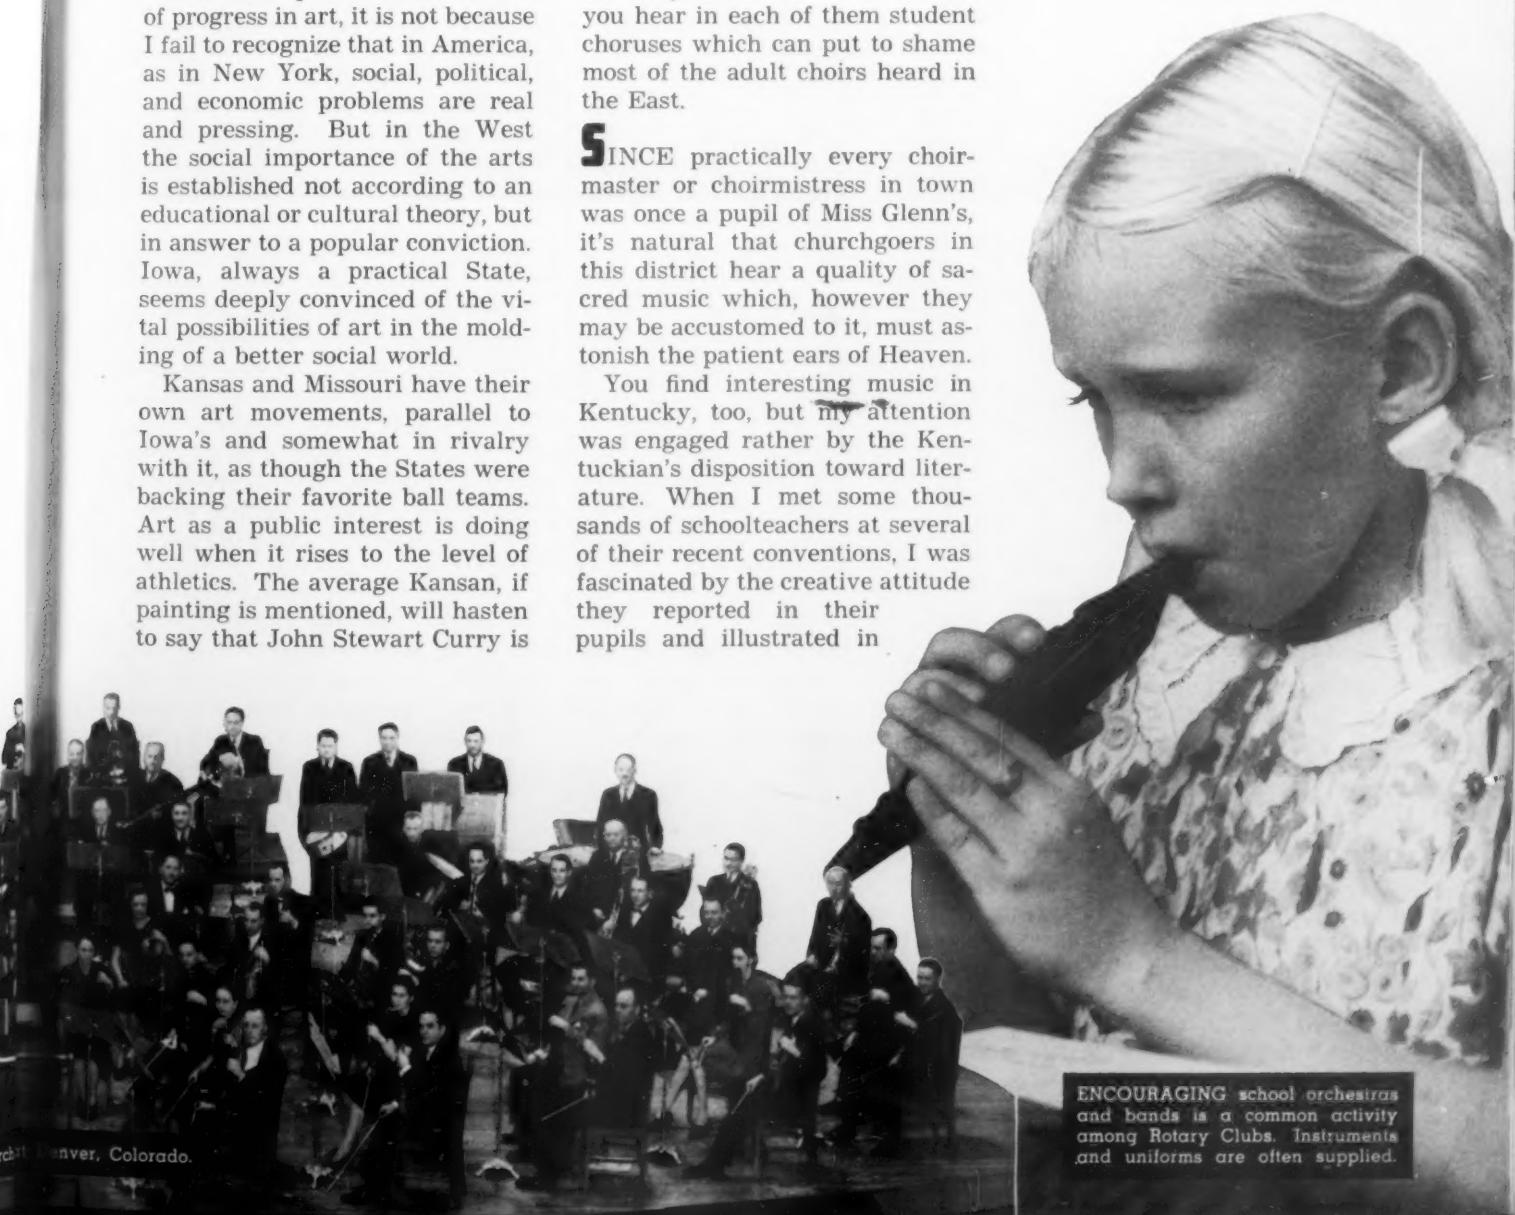 of progress in art, it is not because
I fail to recognize that in America,
as in New York, social, political,
and economic problems are real
and pressing. But in the West
the social importance of the arts
is established not according to an
educational or cultural theory, but
in answer to a popular conviction.
Iowa, always a practical State,
seems deeply convinced of the vi-
tal possibilities of art in the mold-
ing of a better social world.
Kansas and Missouri have their
own art movements, parallel to
Iowa's and somewhat in rivalry
with it, as though the States were
backing their favorite ball teams.
Art as a public interest is doing
well when it rises to the level of
athletics. The average Kansan, if
painting is mentioned, will hasten
to say that John Stewart Curry is
you hear in each of them student
choruses which can put to shame
most of the adult choirs heard in
the East.
SINCE practically every choir-
master or choirmistress in town
was once a pupil of Miss Glenn's,
it's natural that churchgoers in
this district hear a quality of sa-
cred music which, however they
may be accustomed to it, must as-
tonish the patient ears of Heaven.
You find interesting music in
Kentucky, too, but my attention
was engaged rather by the Ken-
tuckian's disposition toward liter-
ature. When I met some thou-
sands of schoolteachers at several
of their recent conventions, I was
fascinated by the creative attitude
they reported in their
pupils and illustrated in
Denver, Colorado.
ENCOURAGING school orchestras
and bands is a common activity
among Rotary Clubs. Instruments
and uniforms are often supplied.